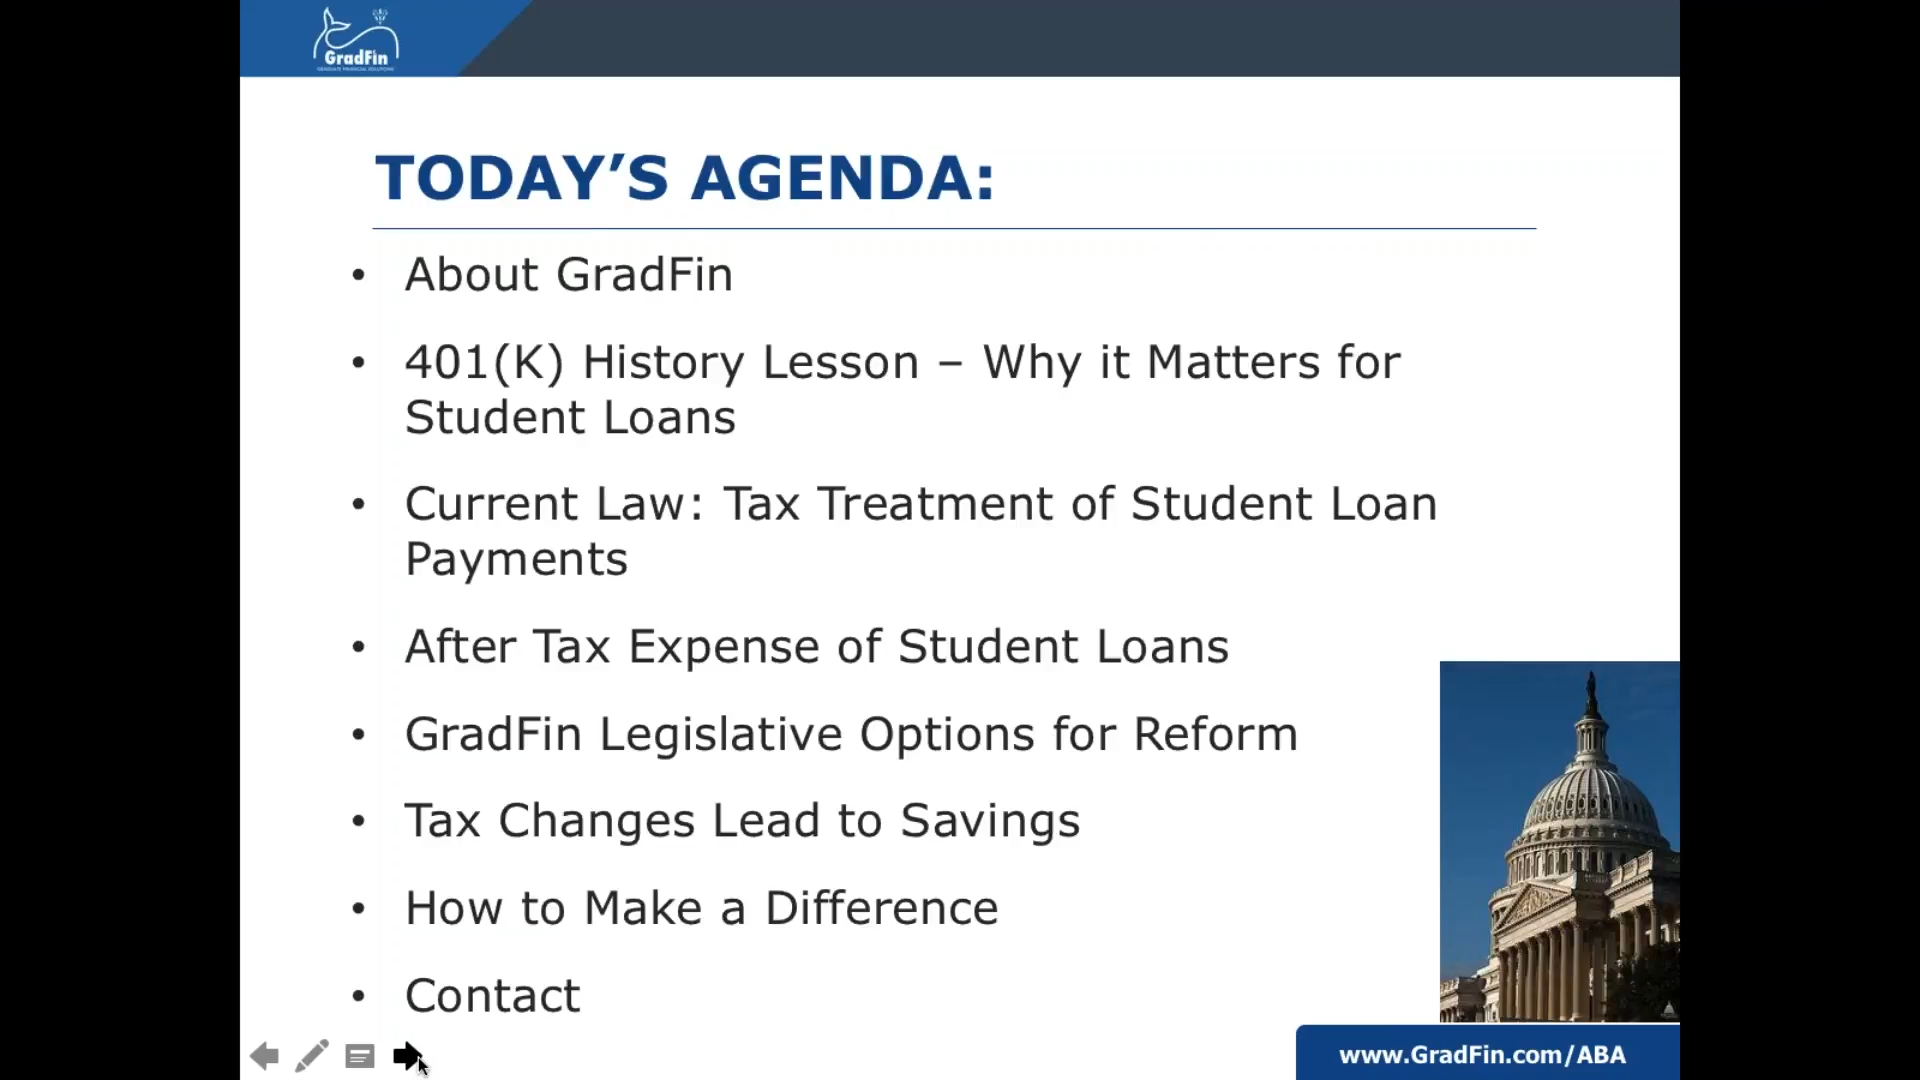 GradFin
TODAY’S AGENDA:
• About GradFin
• 401(K) History Lesson – Why it Matters for
Student Loans
• Current Law: Tax Treatment of Student Loan
Payments
• After Tax Expense of Student Loans
• GradFin Legislative Options for Reform
• Tax Changes Lead to Savings
• How to Make a Difference
• Contact
www.GradFin.com/ABA